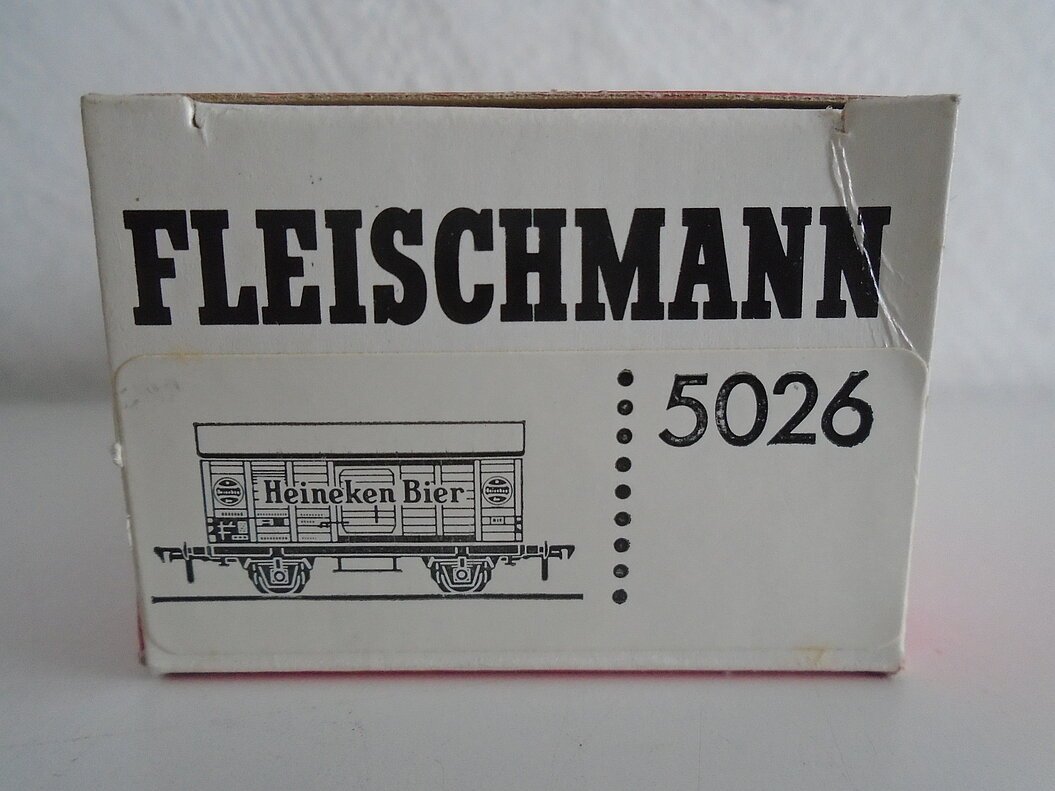 FLEISCHMANN
5026
Heineken Bier